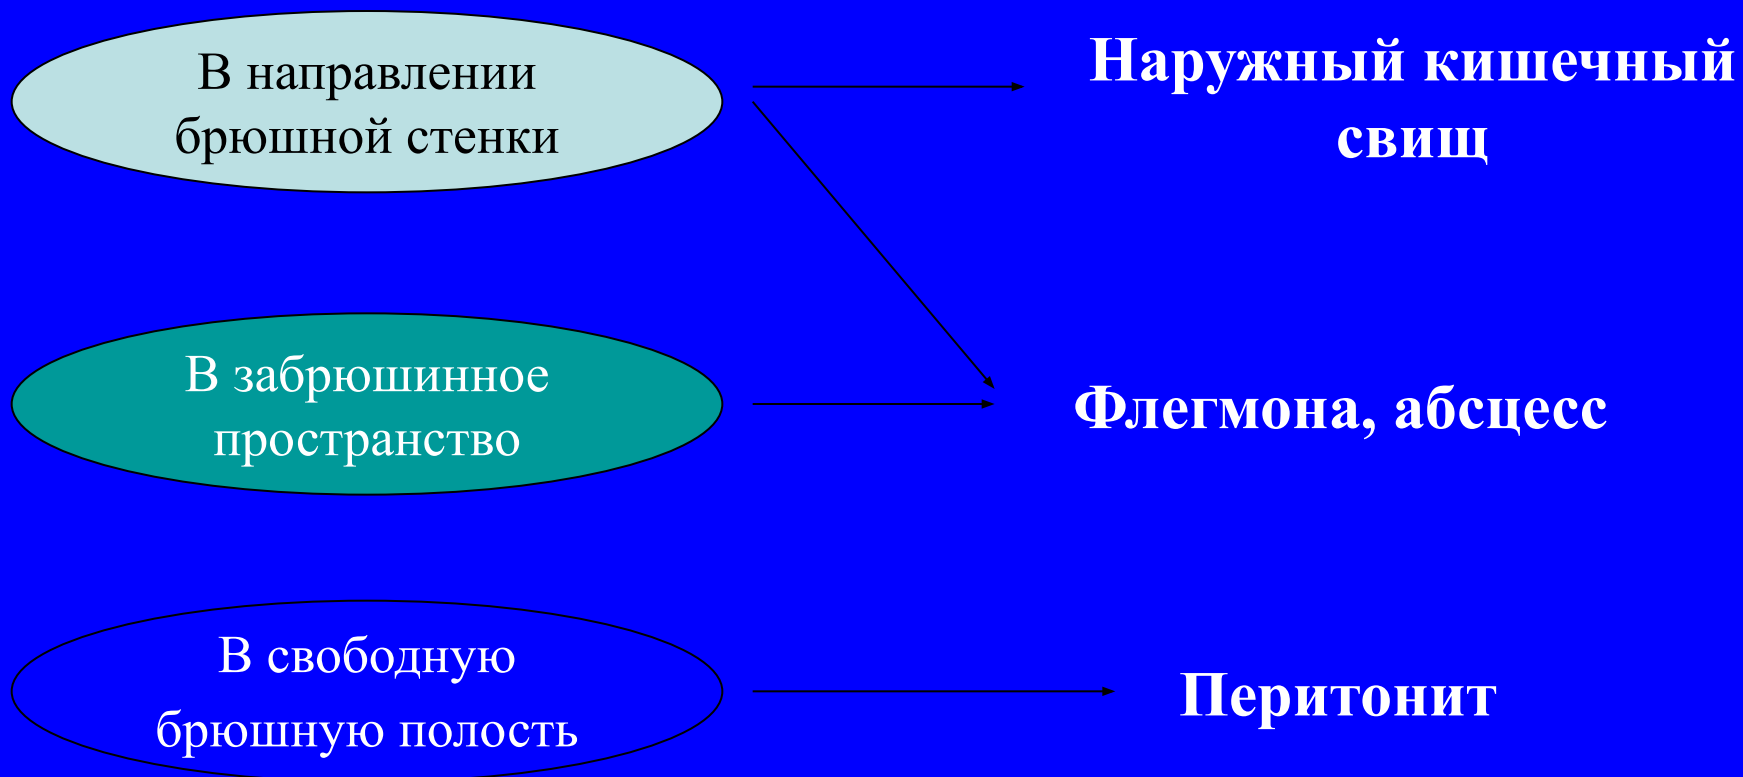 В направлении
брюшной стенки
Наружный кишечный
свищ
В забрюшинное
пространство
Флегмона, абсцесс
В свободную
брюшную полость
Перитонит